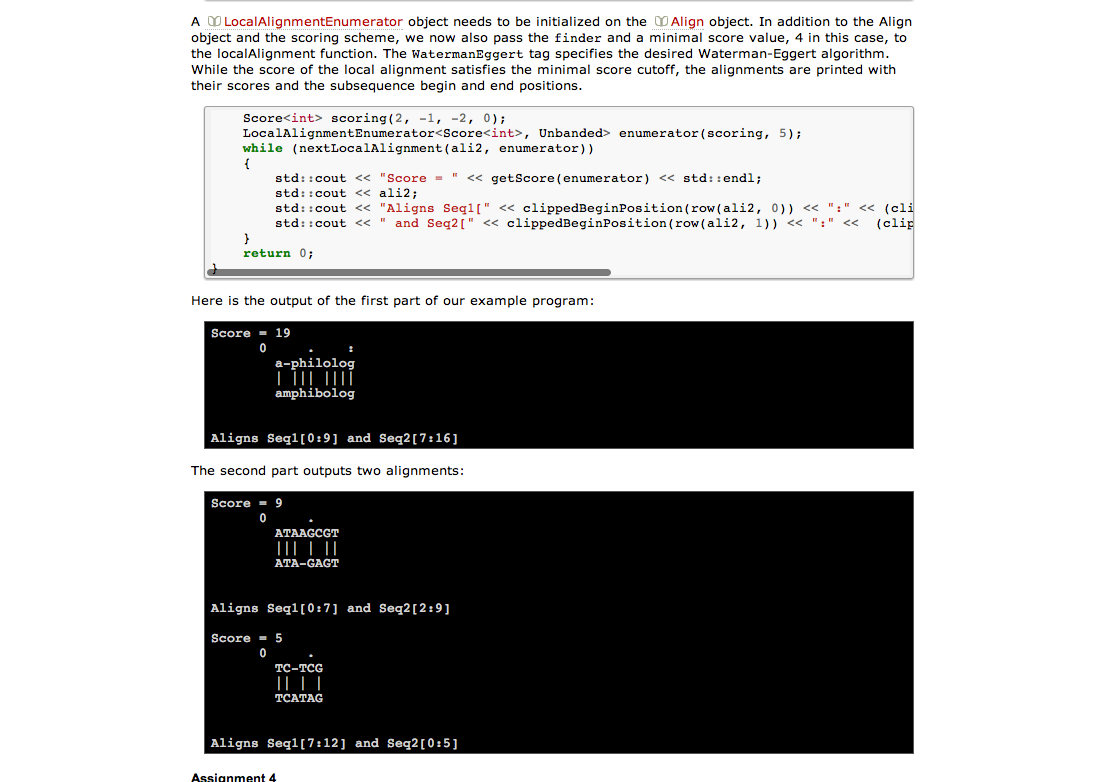 A LocalAlignmentEnumerator object needs to be initialized on the Align object. In addition to the Align
object and the scoring scheme, we now also pass the finder and a minimal score value, 4 in this case, to
the localAlignment function. The WatermanEggert tag specifies the desired Waterman-Eggert algorithm.
While the score of the local alignment satisfies the minimal score cutoff, the alignments are printed with
their scores and the subsequence begin and end positions.
Score<int> scoring(2, -1, -2, 0);
LocalAlignmentEnumerator<Score<int>, Unbanded> enumerator(scoring, 5);
while (nextLocalAlignment(ali2, enumerator))
{
std::cout << "Score = " << getScore(enumerator) << std::endl;
std::cout << ali2;
std::cout << "Aligns Seq1[" << clippedBeginPosition(row(ali2, 0)) << ":" << (cli
std::cout << " and Seq2[" << clippedBeginPosition(row(ali2, 1)) << ":" << (clip
}
return 0;
}
Here is the output of the first part of our example program:
Score = 19
0 . :
a-philolog
| ||| ||||
amphibolog
Aligns Seq1[0:9] and Seq2[7:16]
The second part outputs two alignments:
Score = 9
0 .
ATAAGCGT
||| | ||
ATA-GAGT
Aligns Seq1[0:7] and Seq2[2:9]
Score = 5
0 .
TC-TCG
|| | |
TCATAG
Aligns Seq1[7:12] and Seq2[0:5]
Assignment 4